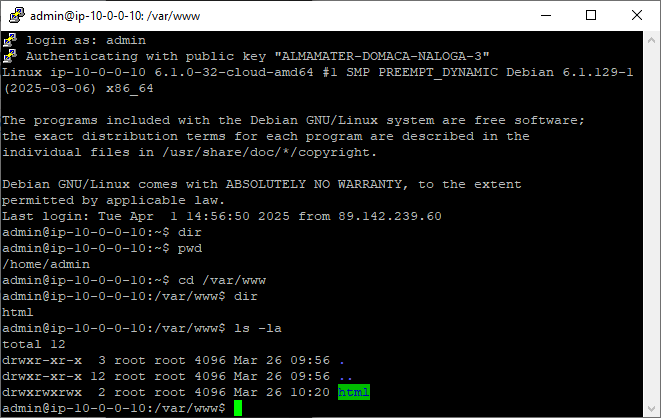 admin@ip-10-0-0-10: /var/www
login as: admin
Authenticating with public key "ALMAMATER-DOMACA-NALOGA-3"
Linux ip-10-0-0-10 6.1.0-32-cloud-amd64 #1 SMP PREEMPT_DYNAMIC Debian 6.1.129-1
(2025-03-06) x86_64
The programs included with the Debian GNU/Linux system are free software;
the exact distribution terms for each program are described in the
individual files in /usr/share/doc/*/copyright.
Debian GNU/Linux comes with ABSOLUTELY NO WARRANTY, to the extent
permitted by applicable law.
Last login: Tue Apr  1 14:56:50 2025 from 89.142.239.60
admin@ip-10-0-0-10:~$ dir
admin@ip-10-0-0-10:~$ pwd
/home/admin
admin@ip-10-0-0-10:~$ cd /var/www
admin@ip-10-0-0-10:/var/www$ dir
html
admin@ip-10-0-0-10:/var/www$ ls -la
total 12
drwxr-xr-x  3 root root 4096 Mar 26 09:56 .
drwxr-xr-x 12 root root 4096 Mar 26 09:56 ..
drwxrwxrwx  2 root root 4096 Mar 26 10:20 html
admin@ip-10-0-0-10:/var/www$